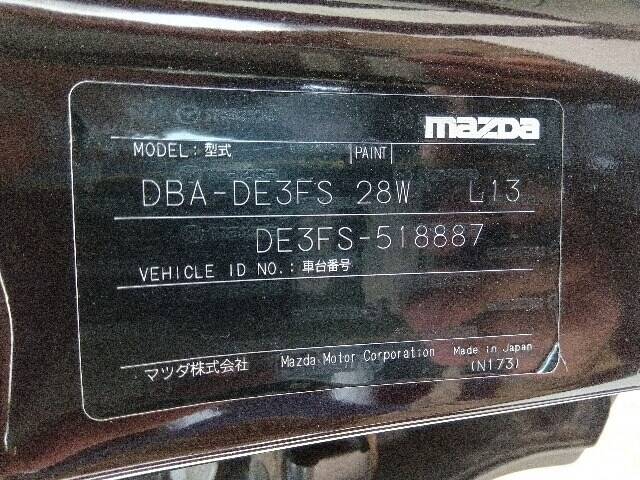 mazda
MODEL：型式 |PAINT|
DBA-DE3FS 28W L13
DE3FS-518887
VEHICLE ID NO.：車台番号
マツダ株式会社 Mazda Motor Corporation Made in Japan
(N173)